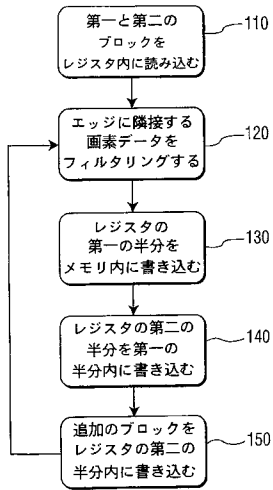 第一と第二の
ブロックを
レジスタ内に読み込む
110
エッジに隣接する
画素データを
フィルタリングする
120
レジスタの
第一の半分を
メモリ内に書き込む
130
レジスタの第二の
半分を第一の
半分内に書き込む
140
追加のブロックを
レジスタの第二の
半分内に書き込む
150